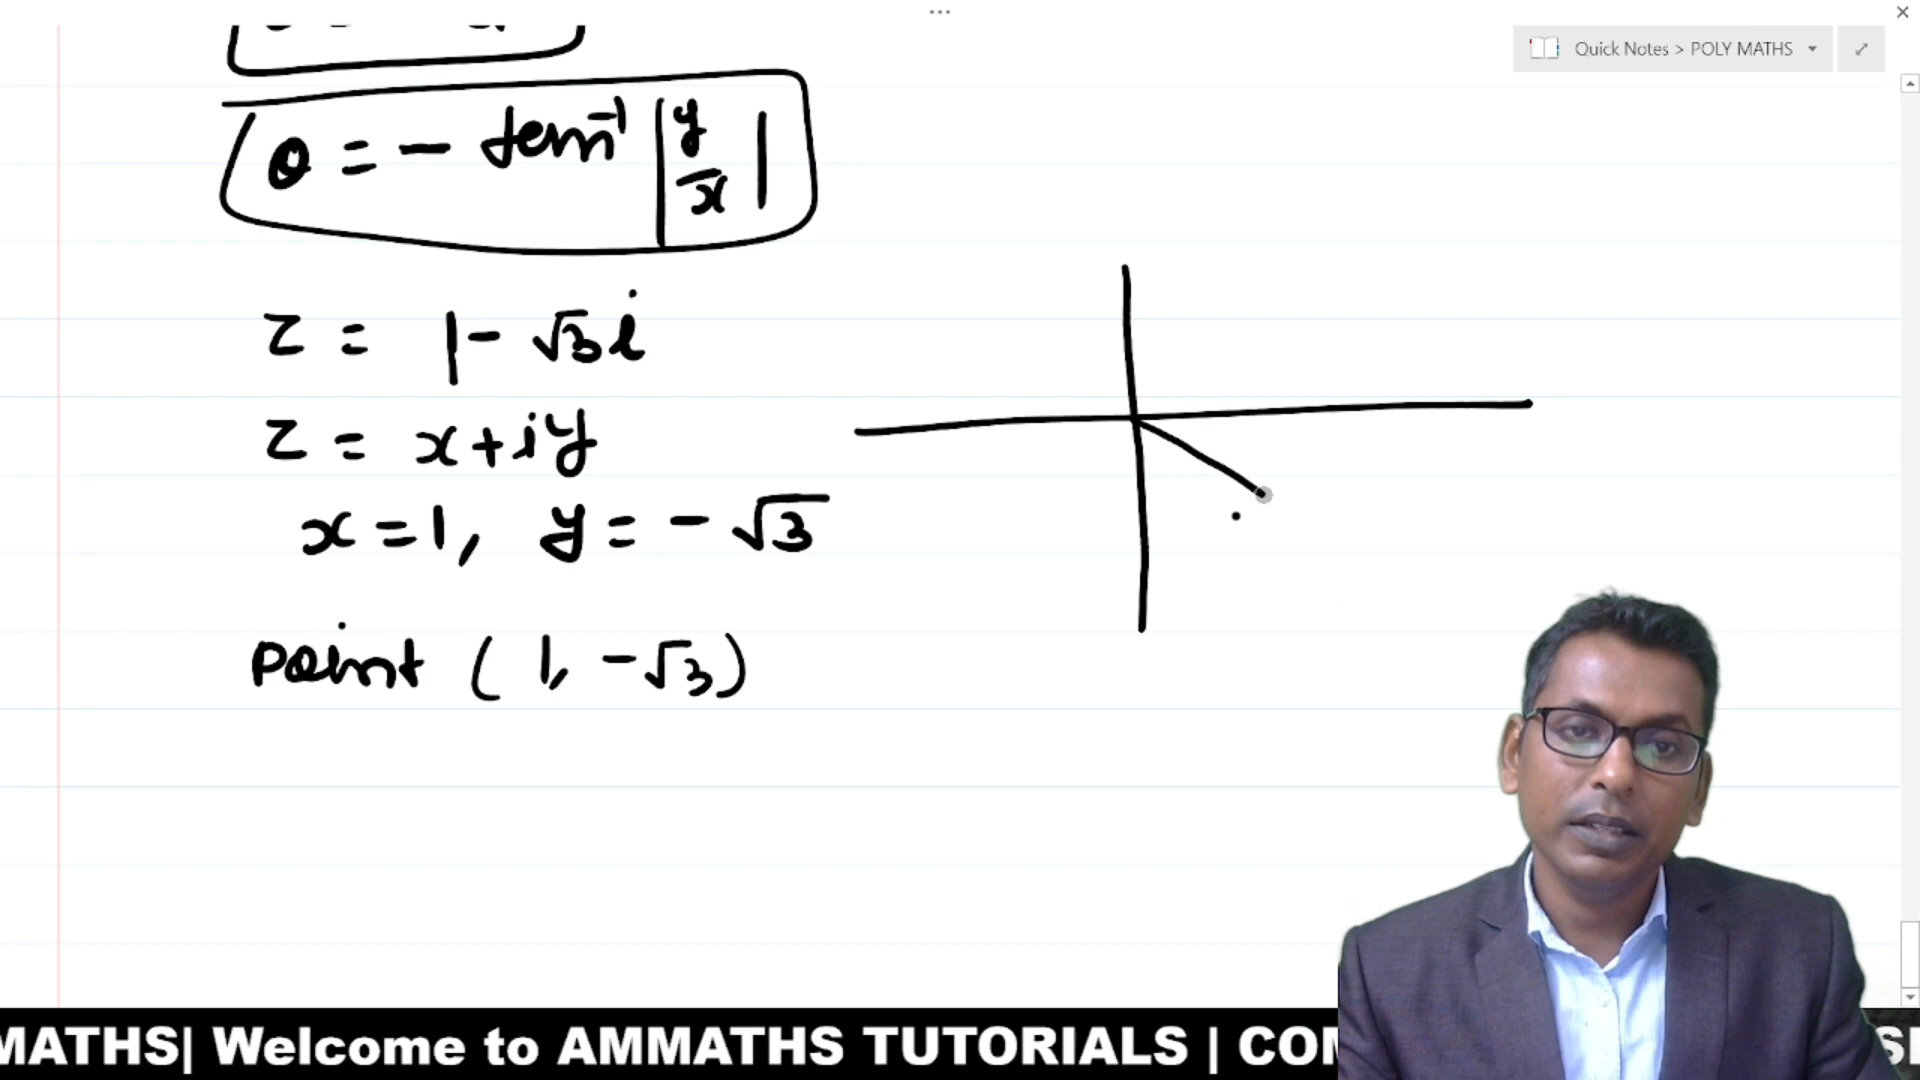 Quick Notes > POLY MATHS
θ = - tan⁻¹ |y/x|
z = 1 - √3 i
z = x + iy
x = 1, y = - √3
Point ( 1, -√3)
MATHS| Welcome to AMMATHS TUTORIALS | COM